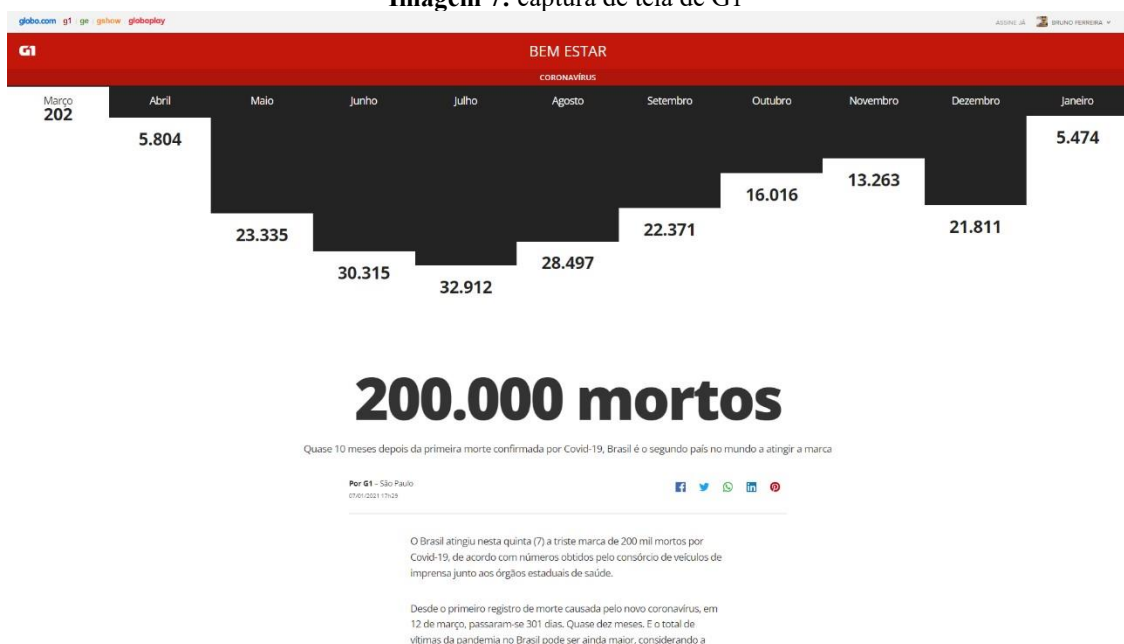 Imagem 7: captura de tela de G1
globo.com g1 ge gshow globoplay ASSINE JÁ BRUNO FERREIRA
G1 BEM ESTAR
CORONAVÍRUS
Março Abril Maio Junho Julho Agosto Setembro Outubro Novembro Dezembro Janeiro
202
5.804 5.474
13.263
16.016
23.335 22.371 21.811
28.497
30.315
32.912
200.000 mortos
Quase 10 meses depois da primeira morte confirmada por Covid-19, Brasil é o segundo país no mundo a atingir a marca
Por G1 – São Paulo
07/01/2021 17h29
O Brasil atingiu nesta quinta (7) a triste marca de 200 mil mortos por
Covid-19, de acordo com números obtidos pelo consórcio de veículos de
imprensa junto aos órgãos estaduais de saúde.
Desde o primeiro registro de morte causada pelo novo coronavírus, em
12 de março, passaram-se 301 dias. Quase dez meses. E o total de
vítimas da pandemia no Brasil pode ser ainda maior, considerando a